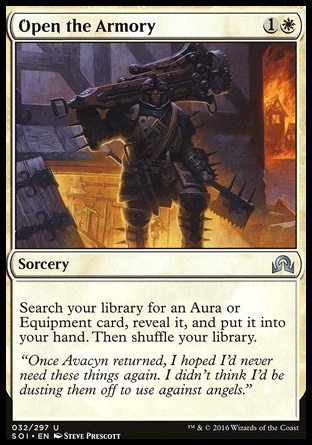 Open the Armory 1
Sorcery
Search your library for an Aura or
Equipment card, reveal it, and put it into
your hand. Then shuffle your library.
“Once Avacyn returned, I hoped I’d never
need these things again. I didn’t think I’d be
dusting them off to use against angels.”
032/297 U
SOI • EN Steve Prescott ™ & © 2016 Wizards of the Coast